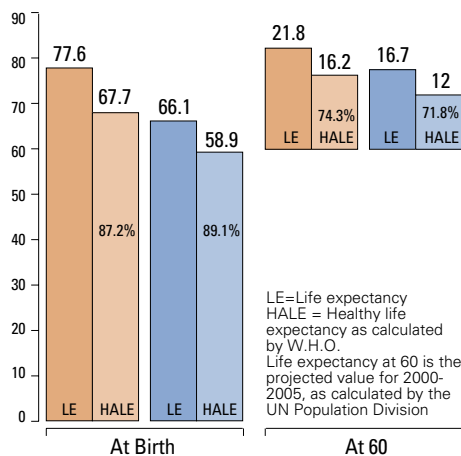 90
80
70
60
50
40
30
20
10
0
77.6
67.7
66.1
58.9
87.2%
89.1%
LE HALE LE HALE
At Birth
21.8
16.2
16.7
12
74.3%
71.8%
LE HALE LE HALE
At 60
LE=Life expectancy
HALE = Healthy life
expectancy as calculated
by W.H.O.
Life expectancy at 60 is the
projected value for 2000-
2005, as calculated by the
UN Population Division